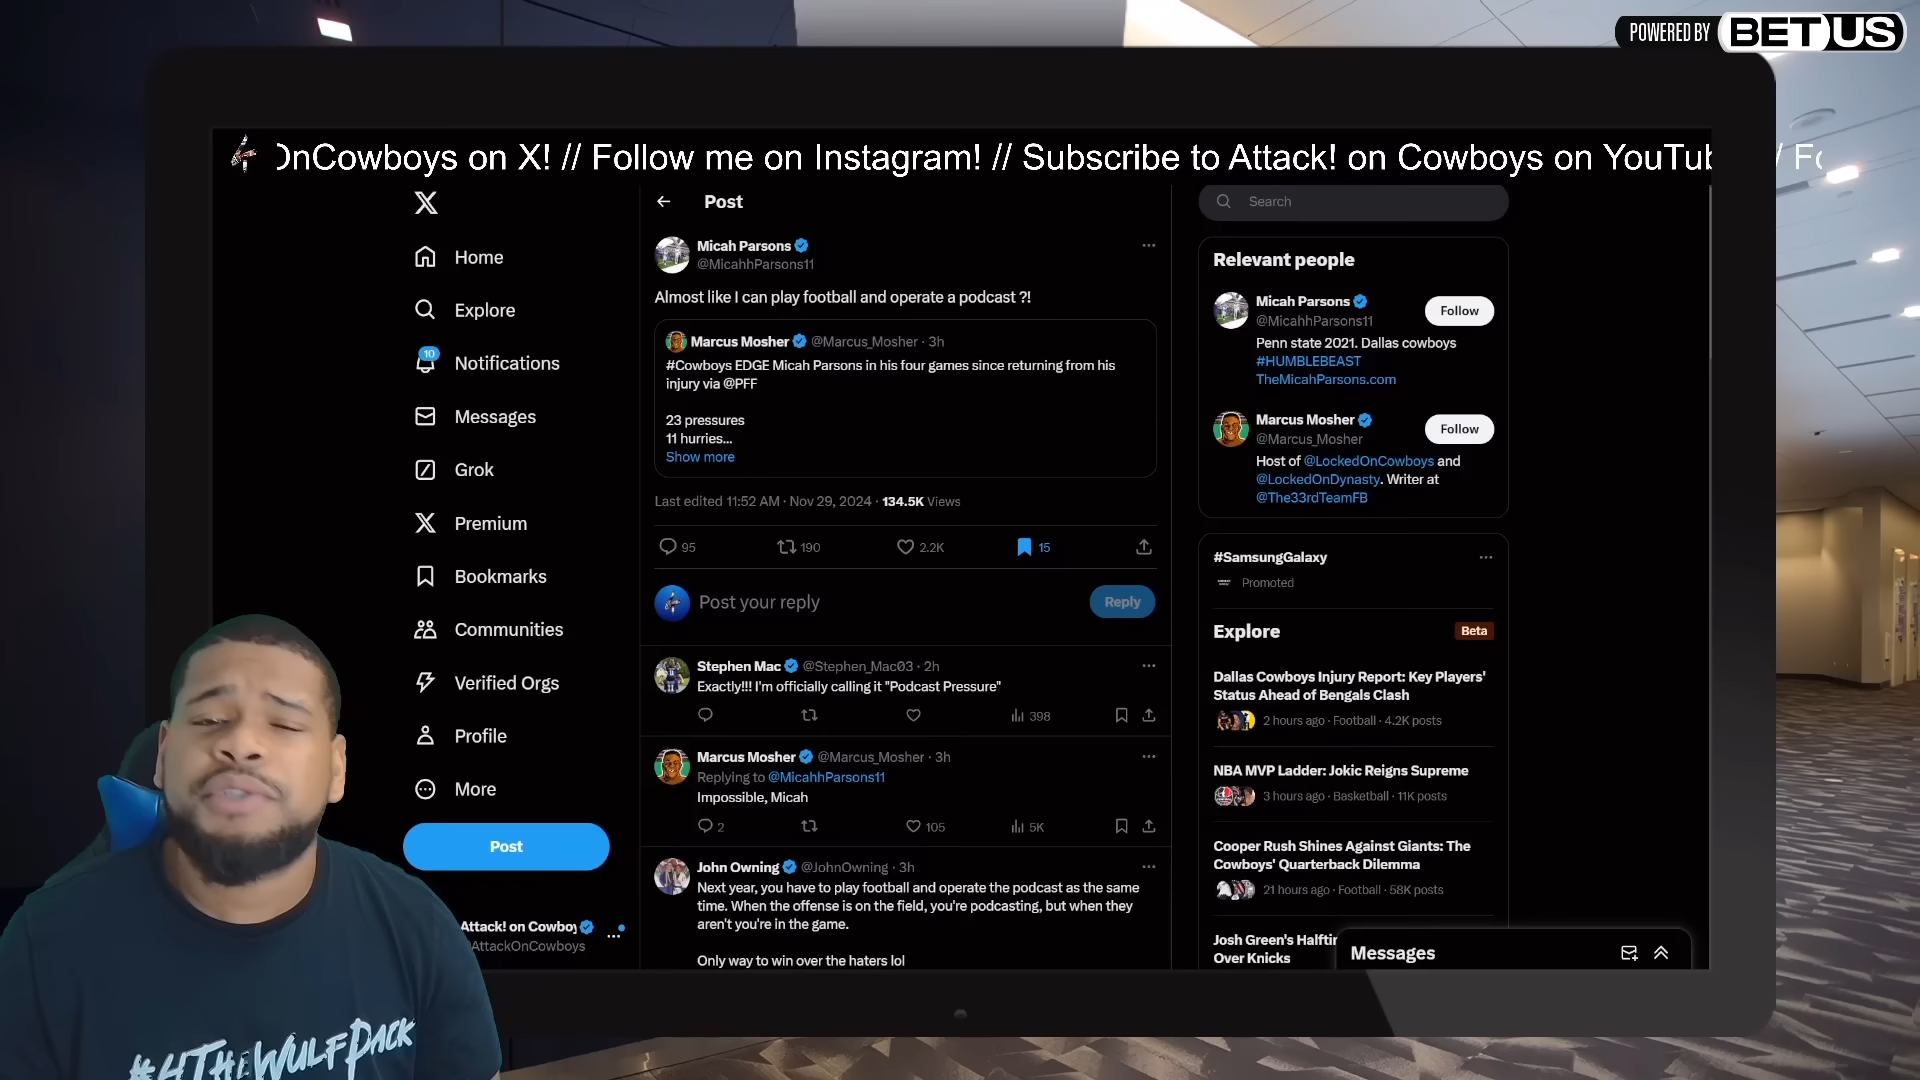 POWERED BY BETUS
OnCowboys on X! // Follow me on Instagram! // Subscribe to Attack! on Cowboys on YouTub
Home
Explore
10
Notifications
Messages
Grok
Premium
Bookmarks
Communities
Verified Orgs
Profile
More
Post
Attack! on Cowboy
AttackOnCowboys
Post
Micah Parsons
@MicahhParsons11
Almost like I can play football and operate a podcast ?!
Marcus Mosher @Marcus_Mosher · 3h
#Cowboys EDGE Micah Parsons in his four games since returning from his
injury via @PFF
23 pressures
11 hurries...
Show more
Last edited 11:52 AM · Nov 29, 2024 · 134.5K Views
95 190 2.2K 15
Post your reply
Reply
Stephen Mac @Stephen_Mac03 · 2h
Exactly!!! I'm officially calling it "Podcast Pressure"
398
Marcus Mosher @Marcus_Mosher · 3h
Replying to @MicahhParsons11
Impossible, Micah
2 105 5K
John Owning @JohnOwning · 3h
Next year, you have to play football and operate the podcast as the same
time. When the offense is on the field, you're podcasting, but when they
aren't you're in the game.
Only way to win over the haters lol
Search
Relevant people
Micah Parsons
@MicahhParsons11
Follow
Penn state 2021. Dallas cowboys
#HUMBLEBEAST
TheMicahParsons.com
Marcus Mosher
@Marcus_Mosher
Follow
Host of @LockedOnCowboys and
@LockedOnDynasty. Writer at
@The33rdTeamFB
#SamsungGalaxy
Promoted
Explore
Beta
Dallas Cowboys Injury Report: Key Players'
Status Ahead of Bengals Clash
2 hours ago · Football · 4.2K posts
NBA MVP Ladder: Jokic Reigns Supreme
3 hours ago · Basketball · 11K posts
Cooper Rush Shines Against Giants: The
Cowboys' Quarterback Dilemma
21 hours ago · Football · 58K posts
Josh Green's Halftim
Over Knicks
Messages
#4THEWULFPACK